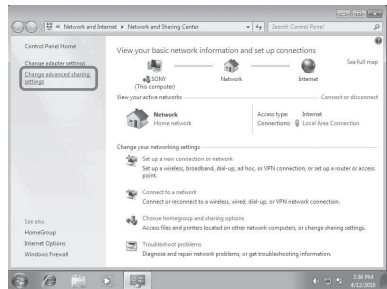 « Network and Internet ▸ Network and Sharing Center
Search Control Panel
Control Panel Home
Change adapter settings
Change advanced sharing settings
See also
HomeGroup
Internet Options
Windows Firewall
View your basic network information and set up connections
See full map
SONY
(This computer)
Network
Internet
View your active networks
Connect or disconnect
Network
Home network
Access type: Internet
Connections: Local Area Connection
Change your networking settings
Set up a new connection or network
Set up a wireless, broadband, dial-up, ad hoc, or VPN connection; or set up a router or access
point.
Connect to a network
Connect or reconnect to a wireless, wired, dial-up, or VPN network connection.
Choose homegroup and sharing options
Access files and printers located on other network computers, or change sharing settings.
Troubleshoot problems
Diagnose and repair network problems, or get troubleshooting information.
4/12/2010